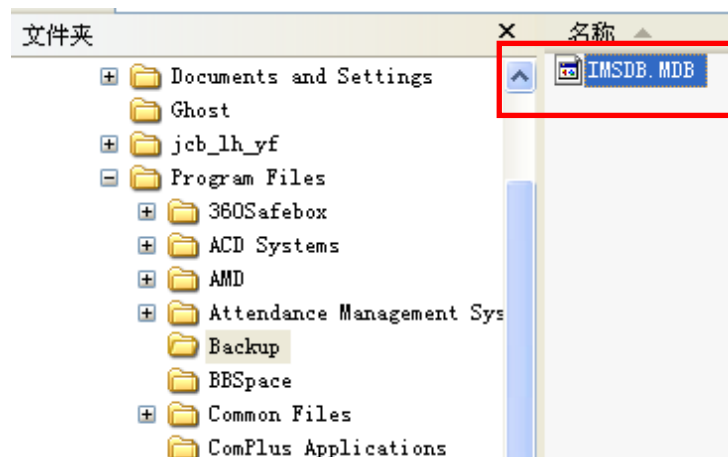 文件夹
名称
Documents and Settings
IMSDB.MDB
Ghost
jcb_lh_yf
Program Files
360Safebox
ACD Systems
AMD
Attendance Management Sys
Backup
BBSpace
Common Files
ComPlus Applications